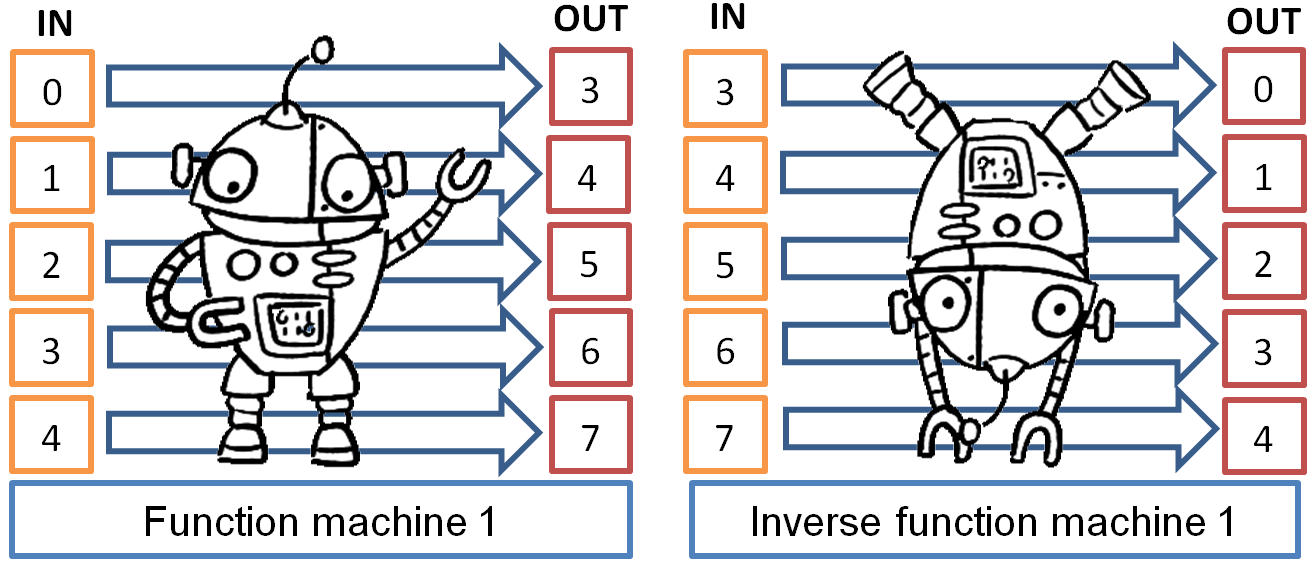 IN OUT IN OUT
0 3 3 0
1 4 4 1
2 5 5 2
3 6 6 3
4 7 7 4
Function machine 1
Inverse function machine 1